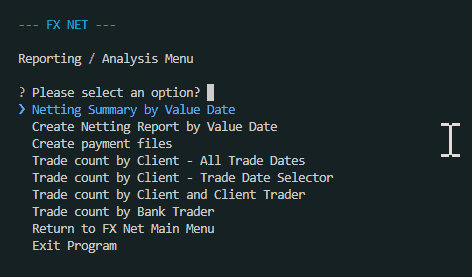 --- FX NET ---
Reporting / Analysis Menu
? Please select an option?
❯ Netting Summary by Value Date
Create Netting Report by Value Date
Create payment files
Trade count by Client - All Trade Dates
Trade count by Client - Trade Date Selector
Trade count by Client and Client Trader
Trade count by Bank Trader
Return to FX Net Main Menu
Exit Program